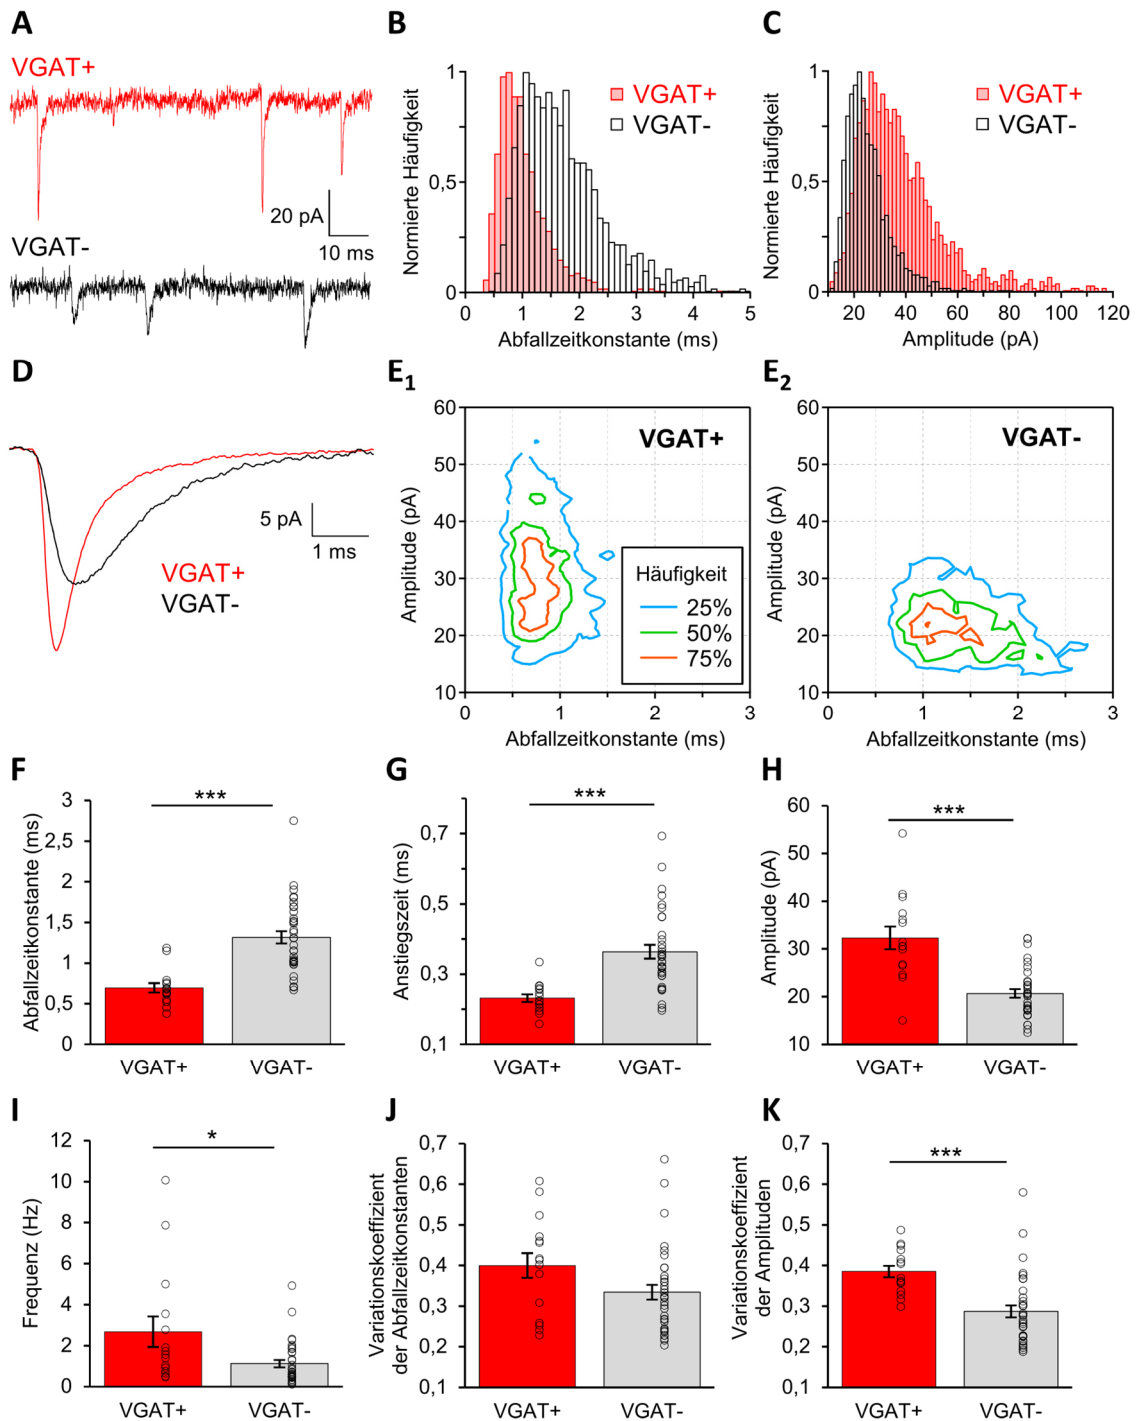 A
VGAT+
20 pA
10 ms
VGAT-
B
Normierte Häufigkeit
1
0,5
0
VGAT+
VGAT-
0 1 2 3 4 5
Abfallzeitkonstante (ms)
C
Normierte Häufigkeit
1
0,5
0
VGAT+
VGAT-
20 40 60 80 100 120
Amplitude (pA)
D
5 pA
1 ms
VGAT+
VGAT-
E1
Amplitude (pA)
60
50
40
30
20
10
VGAT+
Häufigkeit
25%
50%
75%
0 1 2 3
Abfallzeitkonstante (ms)
E2
Amplitude (pA)
60
50
40
30
20
10
VGAT-
0 1 2 3
Abfallzeitkonstante (ms)
F
Abfallzeitkonstante (ms)
3
2,5
2
1,5
1
0,5
0
***
VGAT+ VGAT-
G
Anstiegszeit (ms)
0,7
0,5
0,3
0,1
***
VGAT+ VGAT-
H
Amplitude (pA)
60
50
40
30
20
10
***
VGAT+ VGAT-
I
Frequenz (Hz)
12
10
8
6
4
2
0
*
VGAT+ VGAT-
J
Variationskoeffizient
der Abfallzeitkonstanten
0,7
0,6
0,5
0,4
0,3
0,2
0,1
VGAT+ VGAT-
K
Variationskoeffizient
der Amplituden
0,7
0,6
0,5
0,4
0,3
0,2
0,1
***
VGAT+ VGAT-